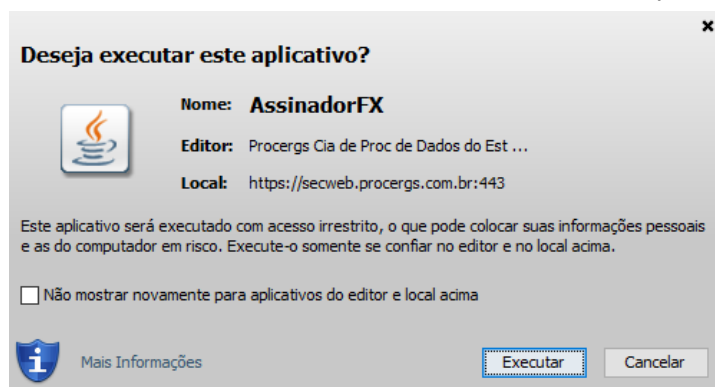 Deseja executar este aplicativo?
Nome: AssinadorFX
Editor: Procergs Cia de Proc de Dados do Est ...
Local: https://secweb.procergs.com.br:443
Este aplicativo será executado com acesso irrestrito, o que pode colocar suas informações pessoais
e as do computador em risco. Execute-o somente se confiar no editor e no local acima.
Não mostrar novamente para aplicativos do editor e local acima
Mais Informações
Executar
Cancelar